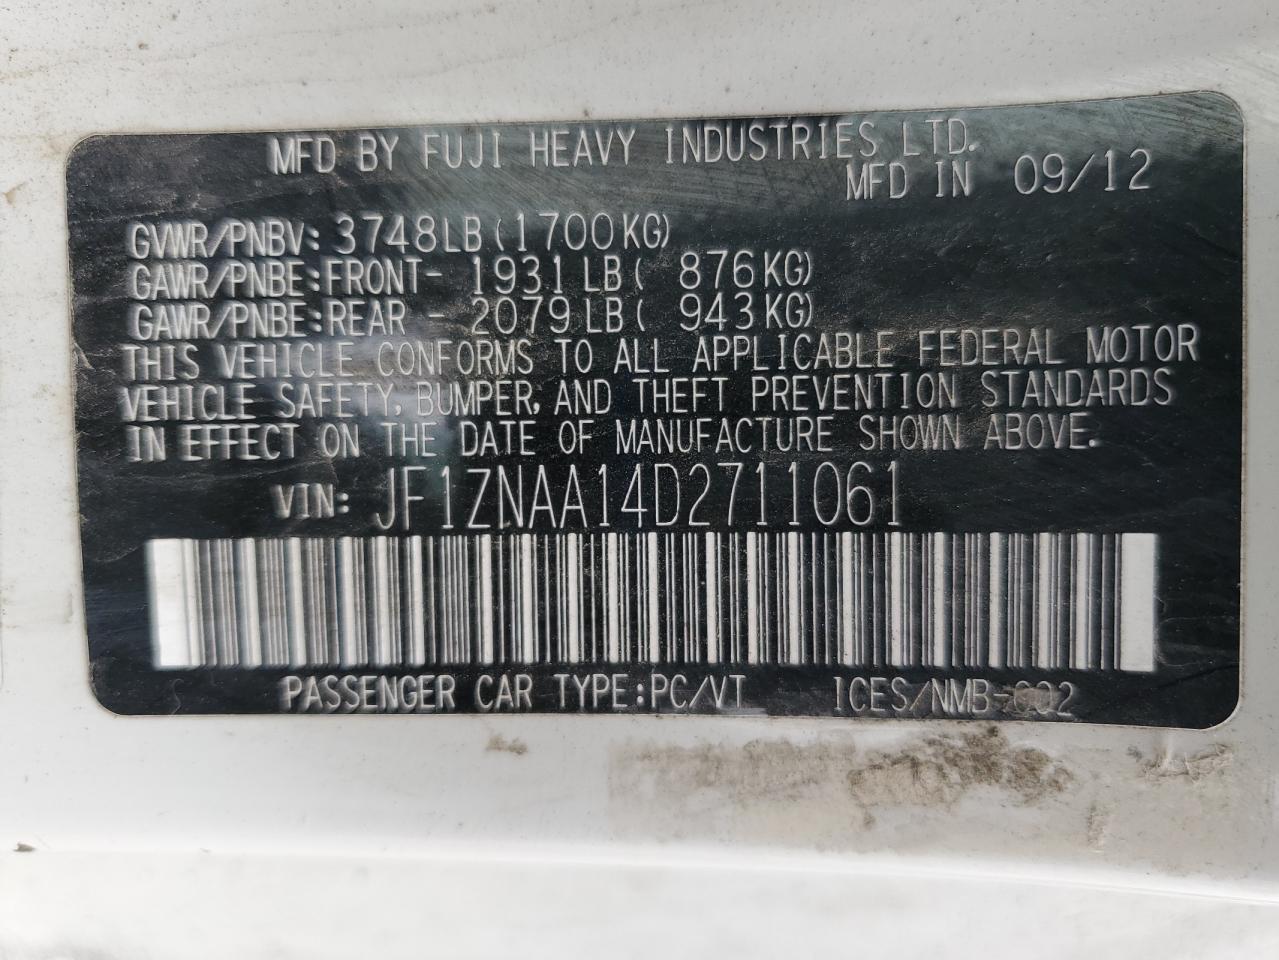 MFD BY FUJI HEAVY INDUSTRIES LTD.
MFD IN 09/12
GVWR/PNBV: 3748LB(1700KG)
GAWR/PNBE:FRONT- 1931LB( 876KG)
GAWR/PNBE:REAR - 2079LB( 943KG)
THIS VEHICLE CONFORMS TO ALL APPLICABLE FEDERAL MOTOR
VEHICLE SAFETY, BUMPER, AND THEFT PREVENTION STANDARDS
IN EFFECT ON THE DATE OF MANUFACTURE SHOWN ABOVE.
VIN: JF1ZNAA14D2711061
PASSENGER CAR TYPE:PC/VT ICES/NMB-002